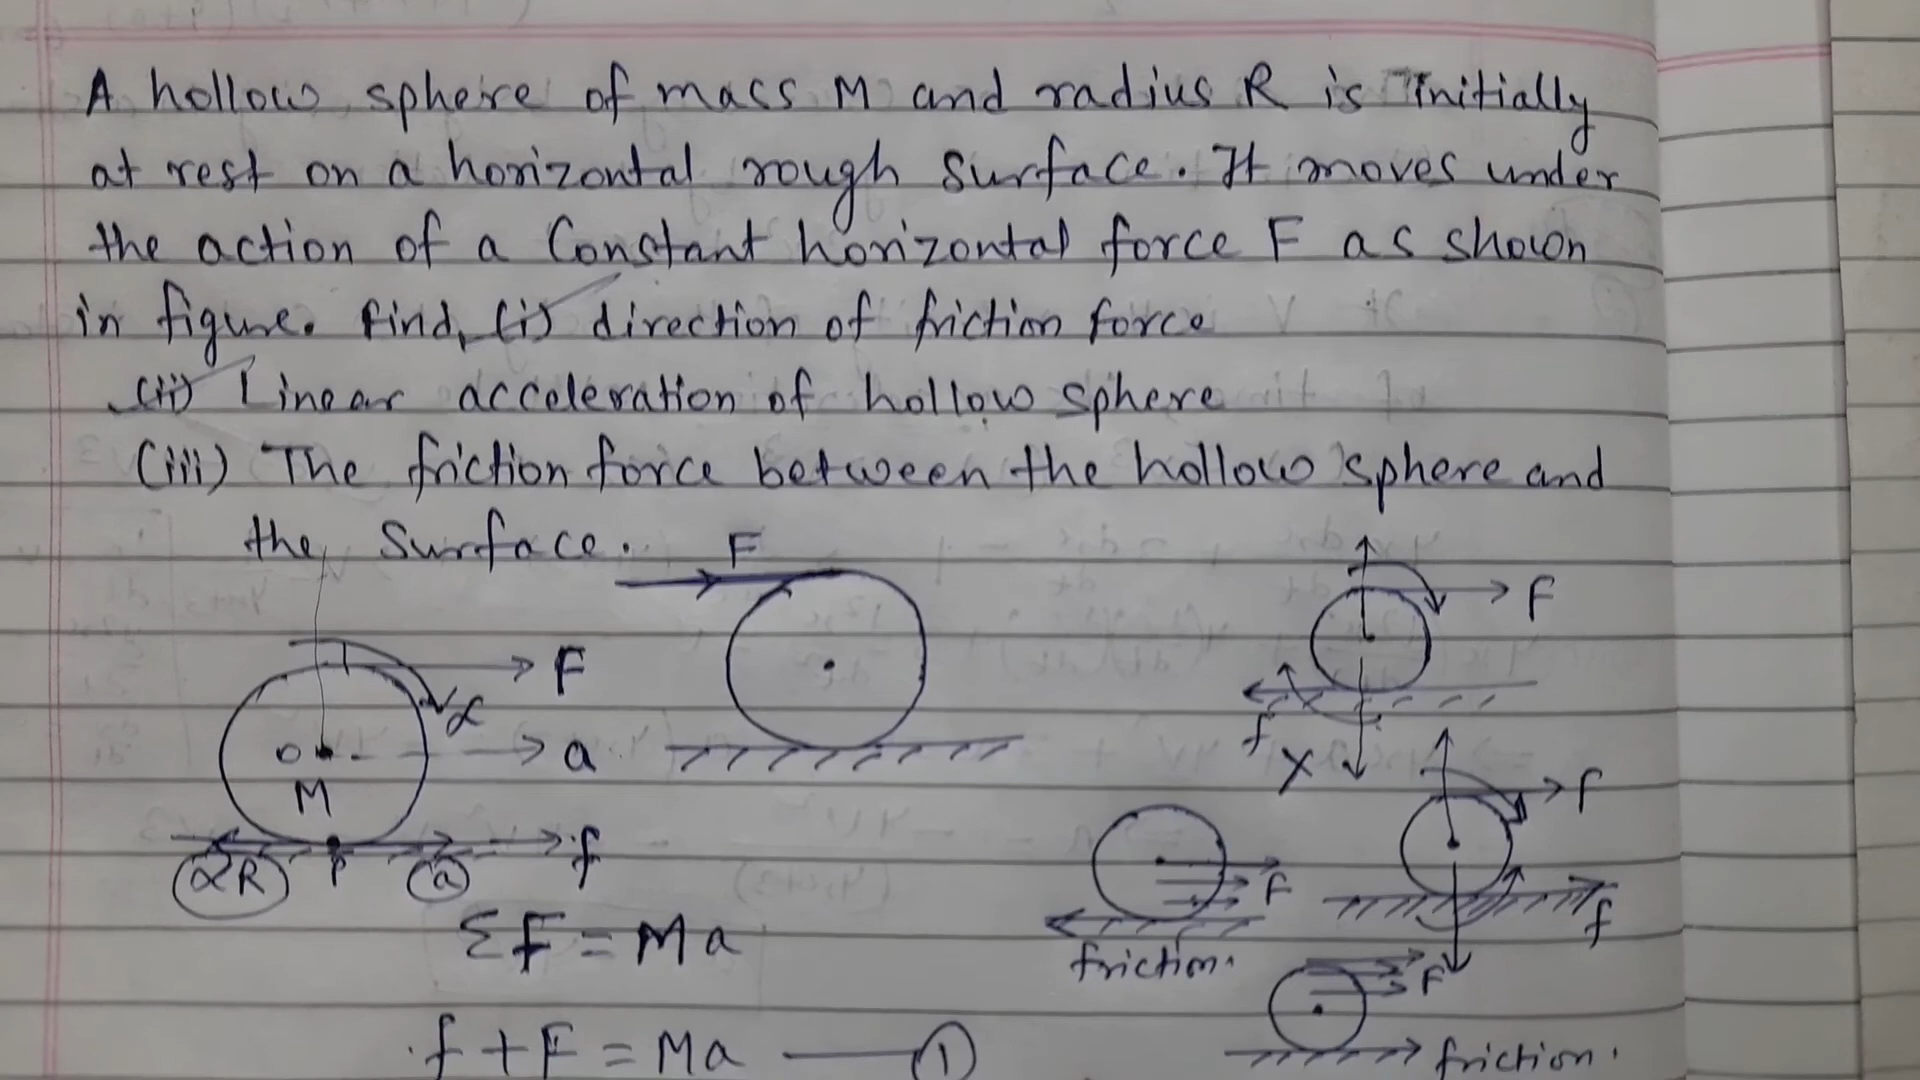 A hollow sphere of mass M and radius R is initially
at rest on a horizontal rough surface. It moves under
the action of a Constant horizontal force F as shown
in figure. Find, (i) direction of friction force
(ii) Linear acceleration of hollow sphere
(iii) The friction force between the hollow sphere and
the Surface.
F
F
α
O
a
M
αR
P
a
f
F
f
X
f
F
friction.
f
F
friction.
ΣF = Ma
f + F = Ma — 1